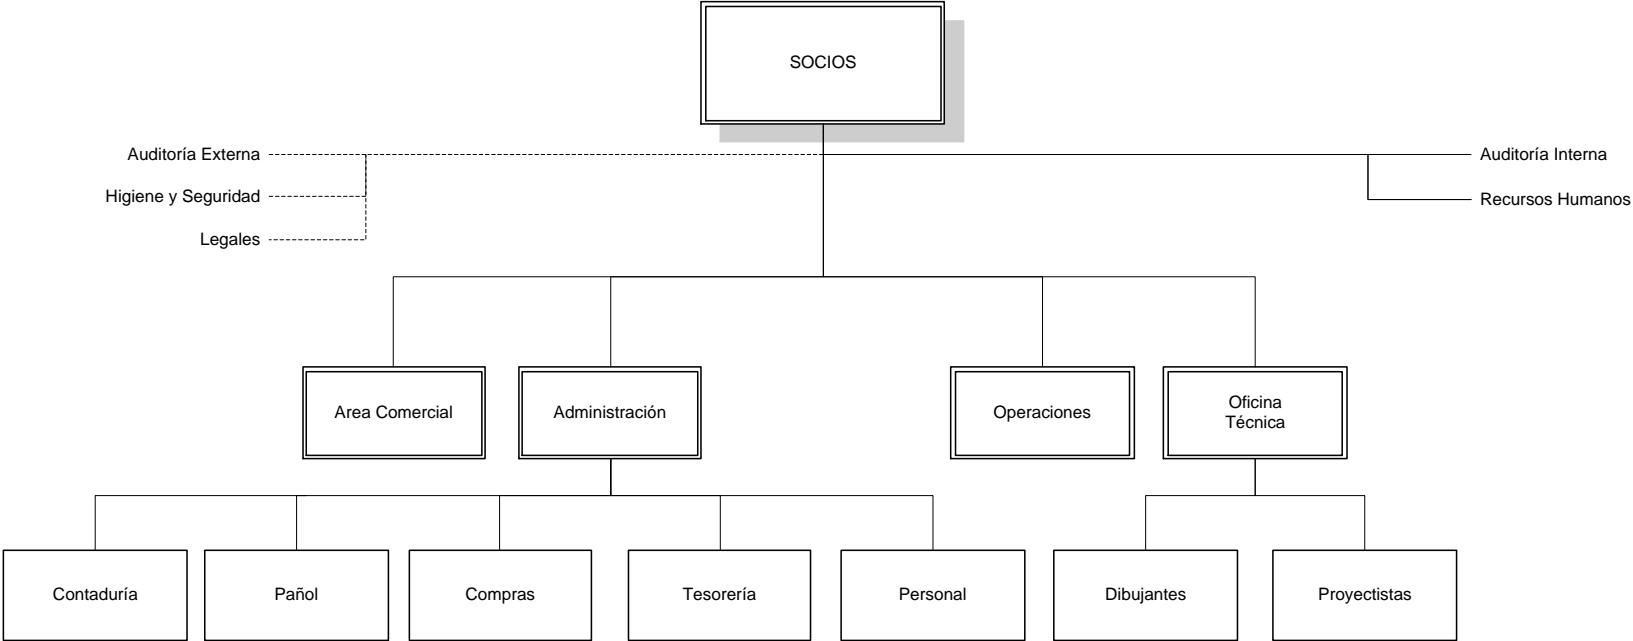 SOCIOS
Auditoría Externa
Auditoría Interna
Higiene y Seguridad
Recursos Humanos
Legales
Area Comercial
Administración
Operaciones
Oficina
Técnica
Contaduría
Pañol
Compras
Tesorería
Personal
Dibujantes
Proyectistas